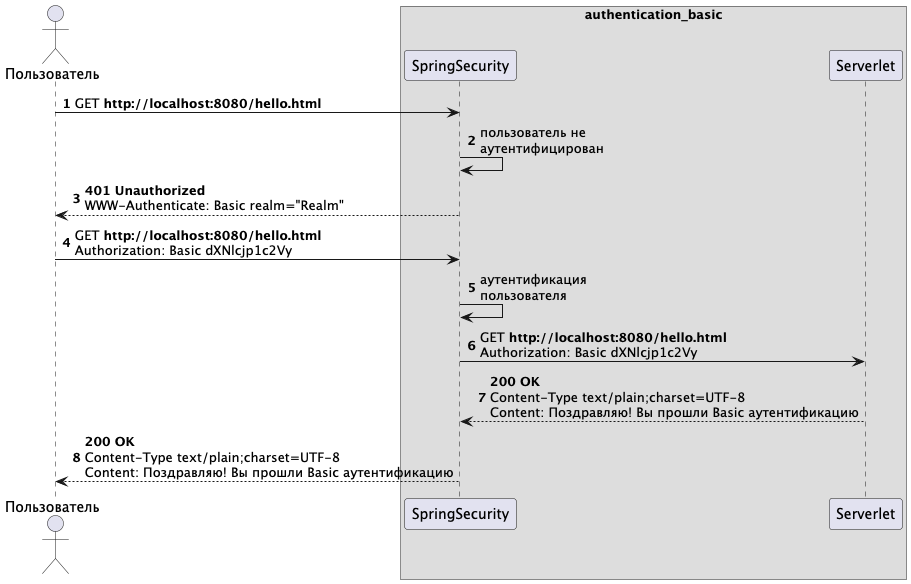 authentication_basic
Пользователь
SpringSecurity
Serverlet
1 GET http://localhost:8080/hello.html
2 пользователь не
аутентифицирован
3 401 Unauthorized
WWW-Authenticate: Basic realm="Realm"
4 GET http://localhost:8080/hello.html
Authorization: Basic dXNlcjp1c2Vy
5 аутентификация
пользователя
6 GET http://localhost:8080/hello.html
Authorization: Basic dXNlcjp1c2Vy
200 OK
7 Content-Type text/plain;charset=UTF-8
Content: Поздравляю! Вы прошли Basic аутентификацию
200 OK
8 Content-Type text/plain;charset=UTF-8
Content: Поздравляю! Вы прошли Basic аутентификацию
Пользователь
SpringSecurity
Serverlet